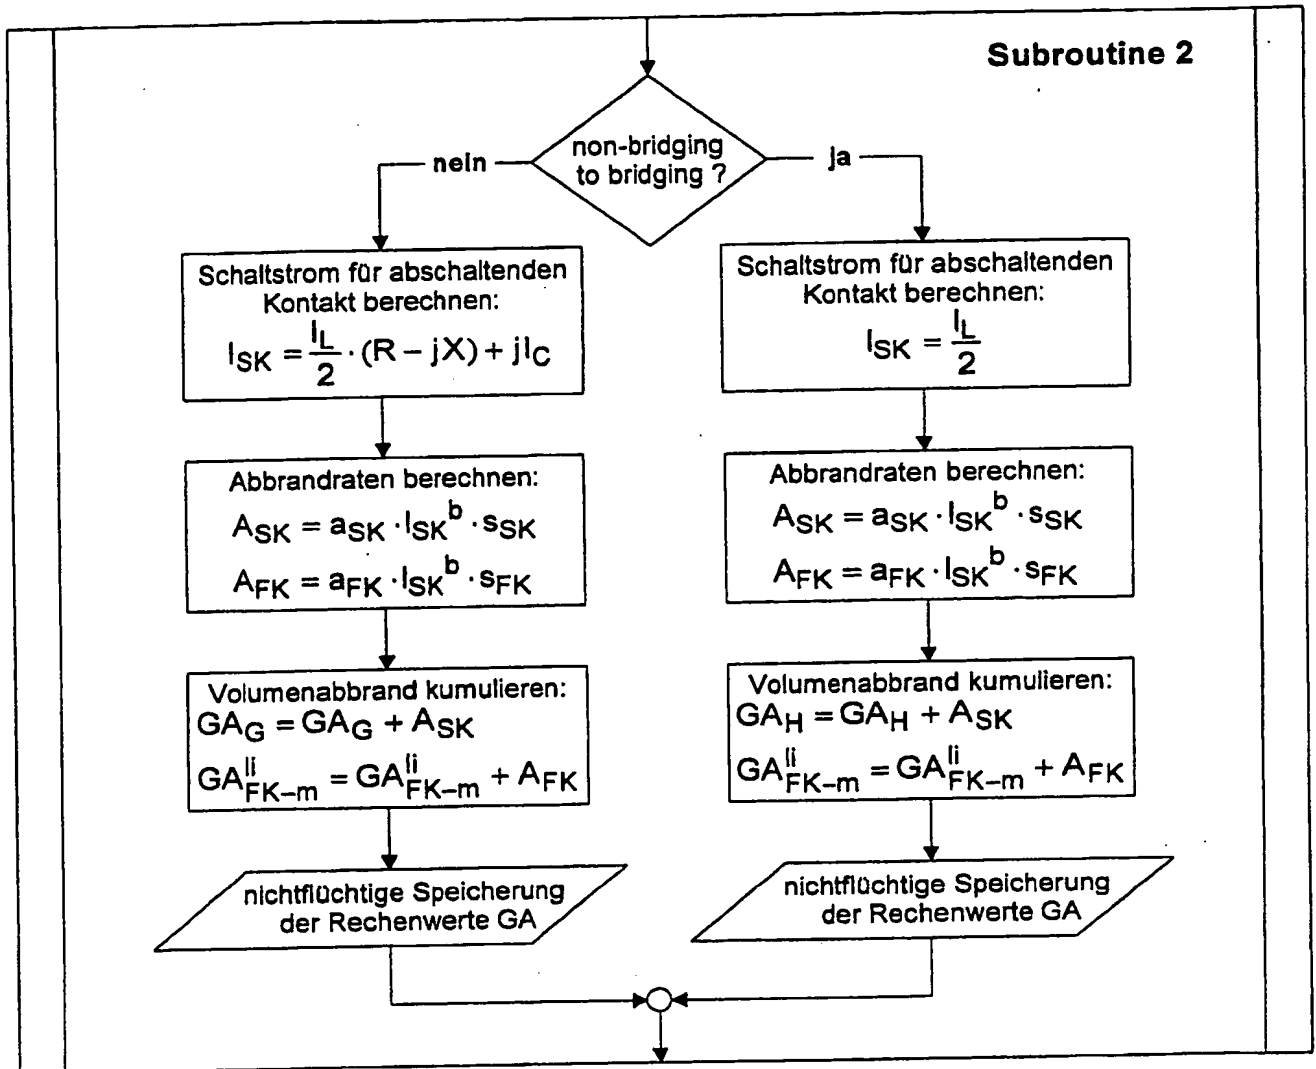 Subroutine 2
non-bridging
to bridging ?
nein
ja
Schaltstrom für abschaltenden
Kontakt berechnen:
I_SK = I_L/2 · (R − jX) + jI_C
Abbrandraten berechnen:
A_SK = a_SK · I_SK^b · s_SK
A_FK = a_FK · I_SK^b · s_FK
Volumenabbrand kumulieren:
GA_G = GA_G + A_SK
GA^li_FK−m = GA^li_FK−m + A_FK
nichtflüchtige Speicherung
der Rechenwerte GA
Schaltstrom für abschaltenden
Kontakt berechnen:
I_SK = I_L/2
Abbrandraten berechnen:
A_SK = a_SK · I_SK^b · s_SK
A_FK = a_FK · I_SK^b · s_FK
Volumenabbrand kumulieren:
GA_H = GA_H + A_SK
GA^li_FK−m = GA^li_FK−m + A_FK
nichtflüchtige Speicherung
der Rechenwerte GA